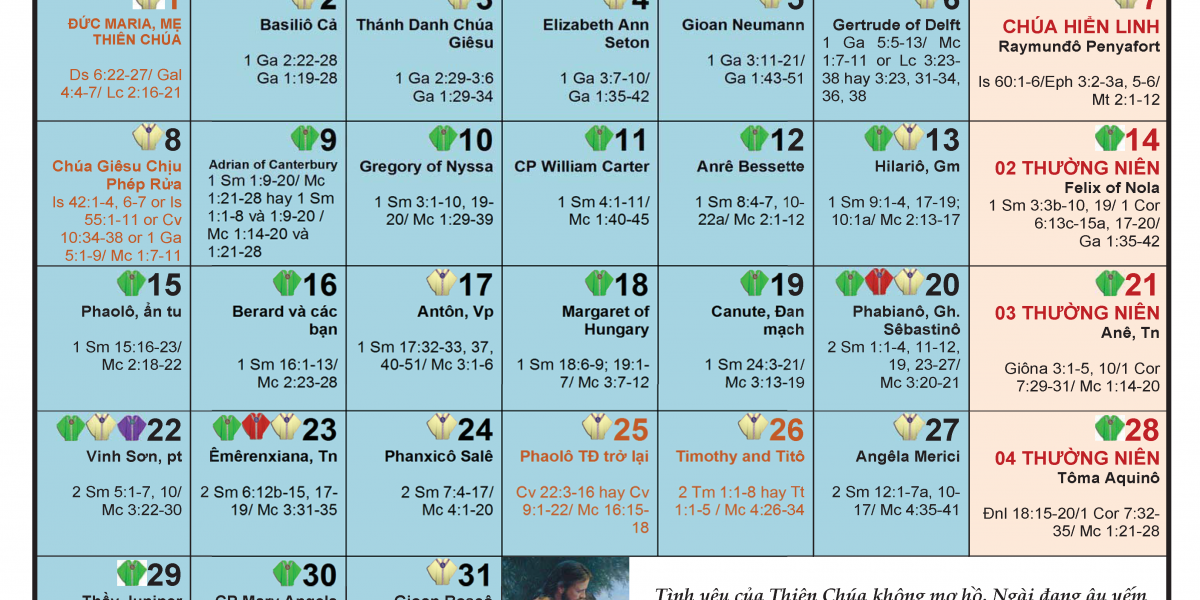 1
ĐỨC MARIA, MẸ
THIÊN CHÚA
Ds 6:22-27/ Gal
4:4-7/ Lc 2:16-21
2
Basiliô Cả
1 Ga 2:22-28
Ga 1:19-28
3
Thánh Danh Chúa
Giêsu
1 Ga 2:29-3:6
Ga 1:29-34
4
Elizabeth Ann
Seton
1 Ga 3:7-10/
Ga 1:35-42
5
Gioan Neumann
1 Ga 3:11-21/
Ga 1:43-51
6
Gertrude of Delft
1 Ga 5:5-13/ Mc
1:7-11 or Lc 3:23-
38 hay 3:23, 31-34,
36, 38
7
CHÚA HIỂN LINH
Raymunđô Penyafort
Is 60:1-6/Eph 3:2-3a, 5-6/
Mt 2:1-12
8
Chúa Giêsu Chịu
Phép Rửa
Is 42:1-4, 6-7 or Is
55:1-11 or Cv
10:34-38 or 1 Ga
5:1-9/ Mc 1:7-11
9
Adrian of Canterbury
1 Sm 1:9-20/ Mc
1:21-28 hay 1 Sm
1:1-8 và 1:9-20 /
Mc 1:14-20 và
1:21-28
10
Gregory of Nyssa
1 Sm 3:1-10, 19-
20/ Mc 1:29-39
11
CP William Carter
1 Sm 4:1-11/
Mc 1:40-45
12
Anrê Bessette
1 Sm 8:4-7, 10-
22a/ Mc 2:1-12
13
Hilariô, Gm
1 Sm 9:1-4, 17-19;
10:1a/ Mc 2:13-17
14
02 THƯỜNG NIÊN
Felix of Nola
1 Sm 3:3b-10, 19/ 1 Cor
6:13c-15a, 17-20/
Ga 1:35-42
15
Phaolô, ẩn tu
1 Sm 15:16-23/
Mc 2:18-22
16
Berard và các
bạn
1 Sm 16:1-13/
Mc 2:23-28
17
Antôn, Vp
1 Sm 17:32-33, 37,
40-51/ Mc 3:1-6
18
Margaret of
Hungary
1 Sm 18:6-9; 19:1-
7/ Mc 3:7-12
19
Canute, Đan
mạch
1 Sm 24:3-21/
Mc 3:13-19
20
Phabianô, Gh.
Sêbastinô
2 Sm 1:1-4, 11-12,
19, 23-27/
Mc 3:20-21
21
03 THƯỜNG NIÊN
Anê, Tn
Giôna 3:1-5, 10/1 Cor
7:29-31/ Mc 1:14-20
22
Vinh Sơn, pt
2 Sm 5:1-7, 10/
Mc 3:22-30
23
Êmêrenxiana, Tn
2 Sm 6:12b-15, 17-
19/ Mc 3:31-35
24
Phanxicô Salê
2 Sm 7:4-17/
Mc 4:1-20
25
Phaolô TĐ trở lại
Cv 22:3-16 hay Cv
9:1-22/ Mc 16:15-
18
26
Timothy and Titô
2 Tm 1:1-8 hay Tt
1:1-5 / Mc 4:26-34
27
Angêla Merici
2 Sm 12:1-7a, 10-
17/ Mc 4:35-41
28
04 THƯỜNG NIÊN
Tôma Aquinô
Đnl 18:15-20/1 Cor 7:32-
35/ Mc 1:21-28
29
Thầy Juniper
30
CP Mary Angela
31
Gioan Boscô
Tình yêu của Thiên Chúa không mơ hồ. Ngài đang âu yếm